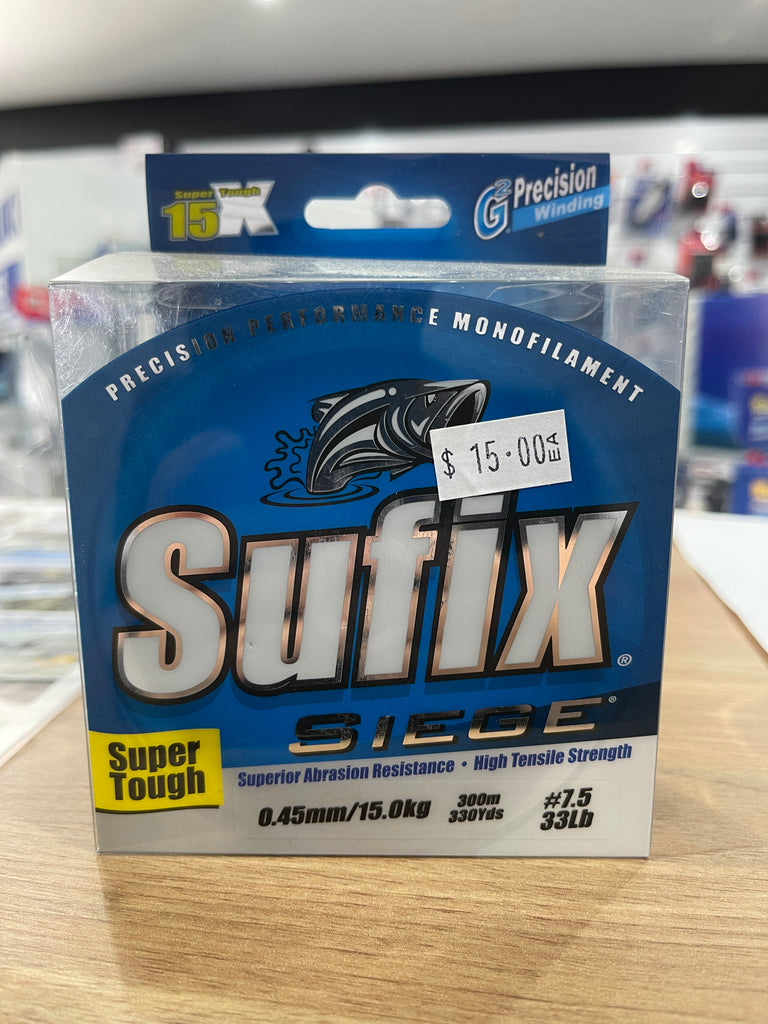 Super Tough
15X
G2 Precision
Winding
PRECISION PERFORMANCE MONOFILAMENT
$ 15.00 EA
Sufix®
SIEGE®
Super
Tough
Superior Abrasion Resistance • High Tensile Strength
0.45mm/15.0kg
300m
330Yds
#7.5
33Lb